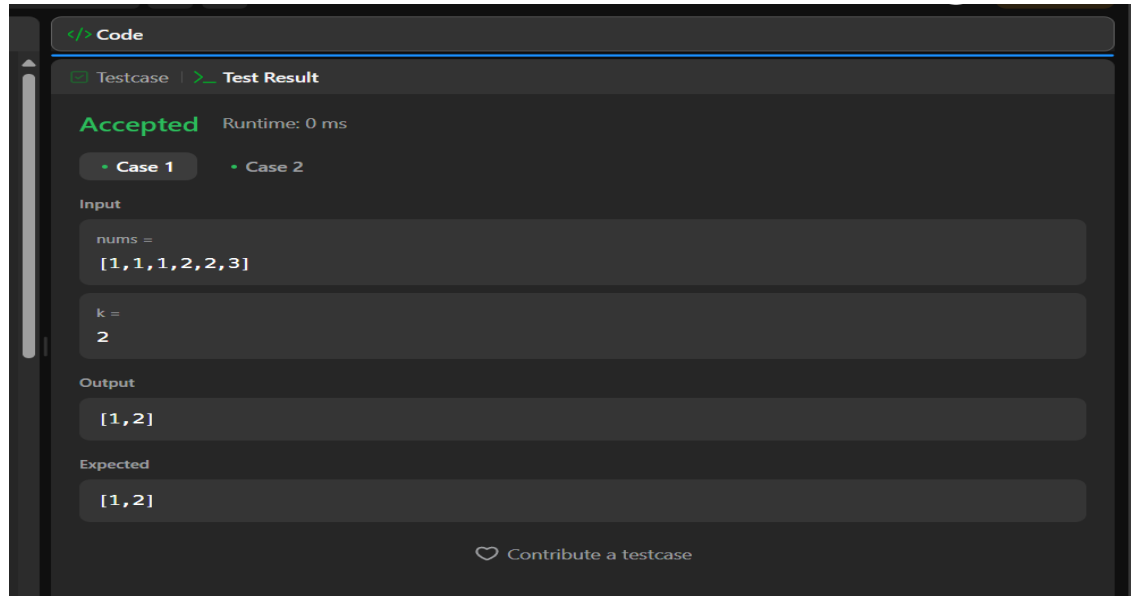 </> Code
Testcase | >_ Test Result
Accepted Runtime: 0 ms
• Case 1 • Case 2
Input
nums =
[1,1,1,2,2,3]
k =
2
Output
[1,2]
Expected
[1,2]
Contribute a testcase